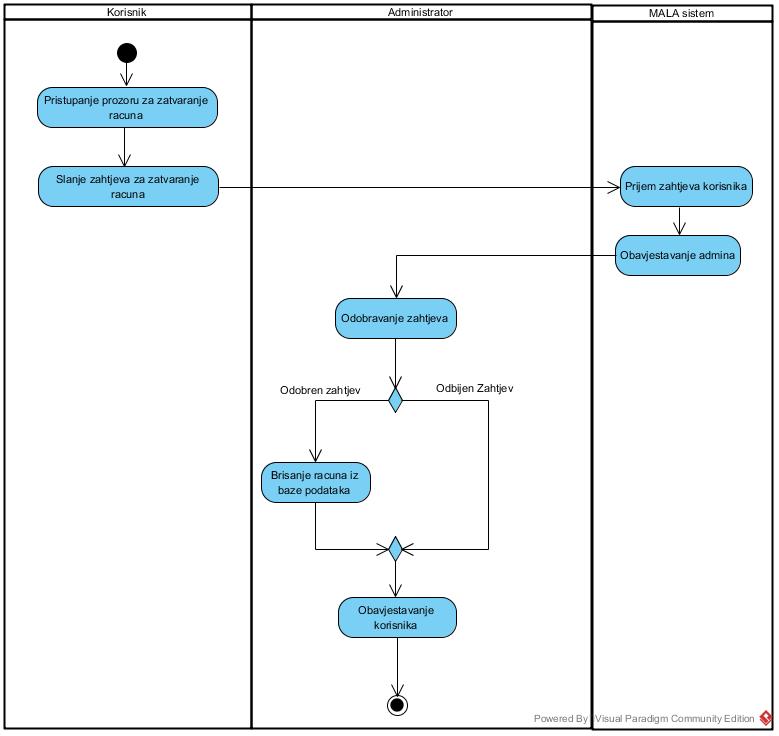 Korisnik
Administrator
MALA sistem
Pristupanje prozoru za zatvaranje
racuna
Slanje zahtjeva za zatvaranje
racuna
Prijem zahtjeva korisnika
Obavjestavanje admina
Odobravanje zahtjeva
Odobren zahtjev
Odbijen Zahtjev
Brisanje racuna iz
baze podataka
Obavjestavanje
korisnika
Powered By Visual Paradigm Community Edition